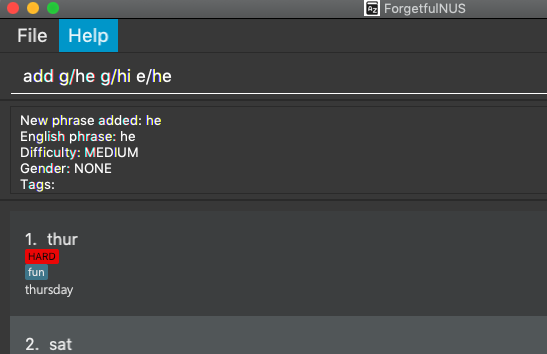 ForgetfulNUS
File Help
add g/he g/hi e/he
New phrase added: he
English phrase: he
Difficulty: MEDIUM
Gender: NONE
Tags:
1. thur
HARD
fun
thursday
2. sat